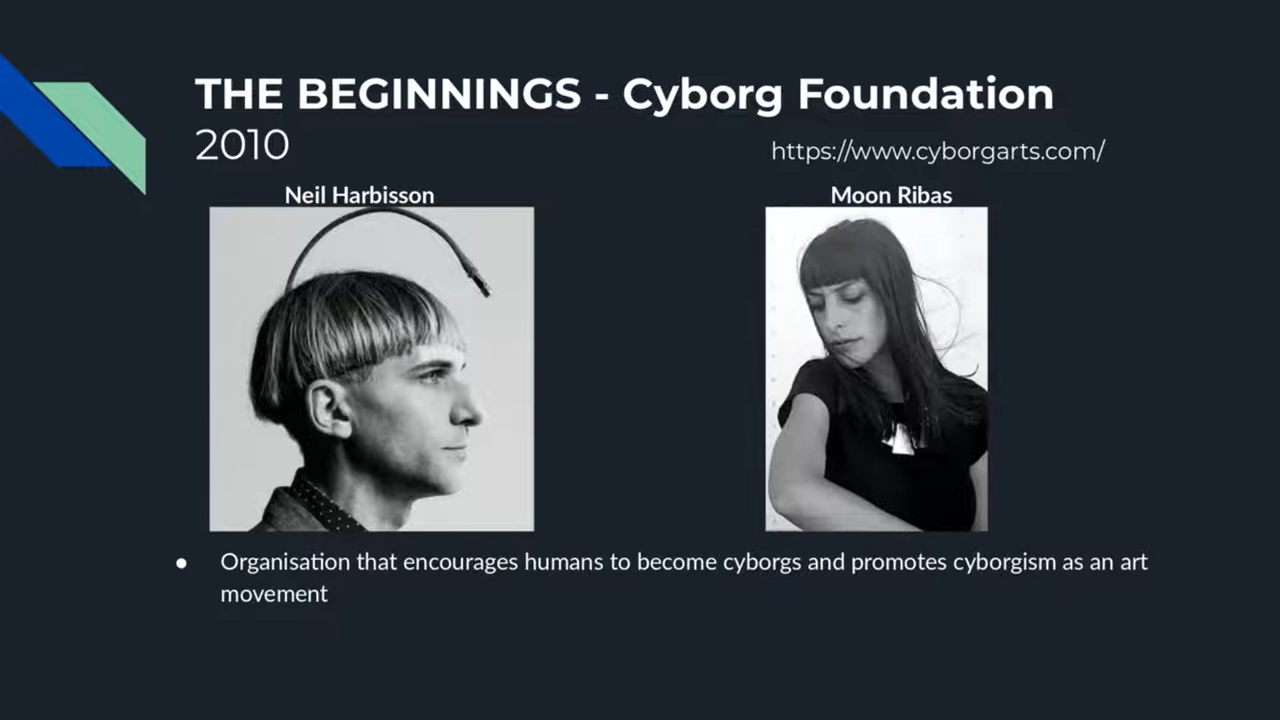 THE BEGINNINGS - Cyborg Foundation
2010
https://www.cyborgarts.com/
Neil Harbisson
Moon Ribas
● Organisation that encourages humans to become cyborgs and promotes cyborgism as an art
movement